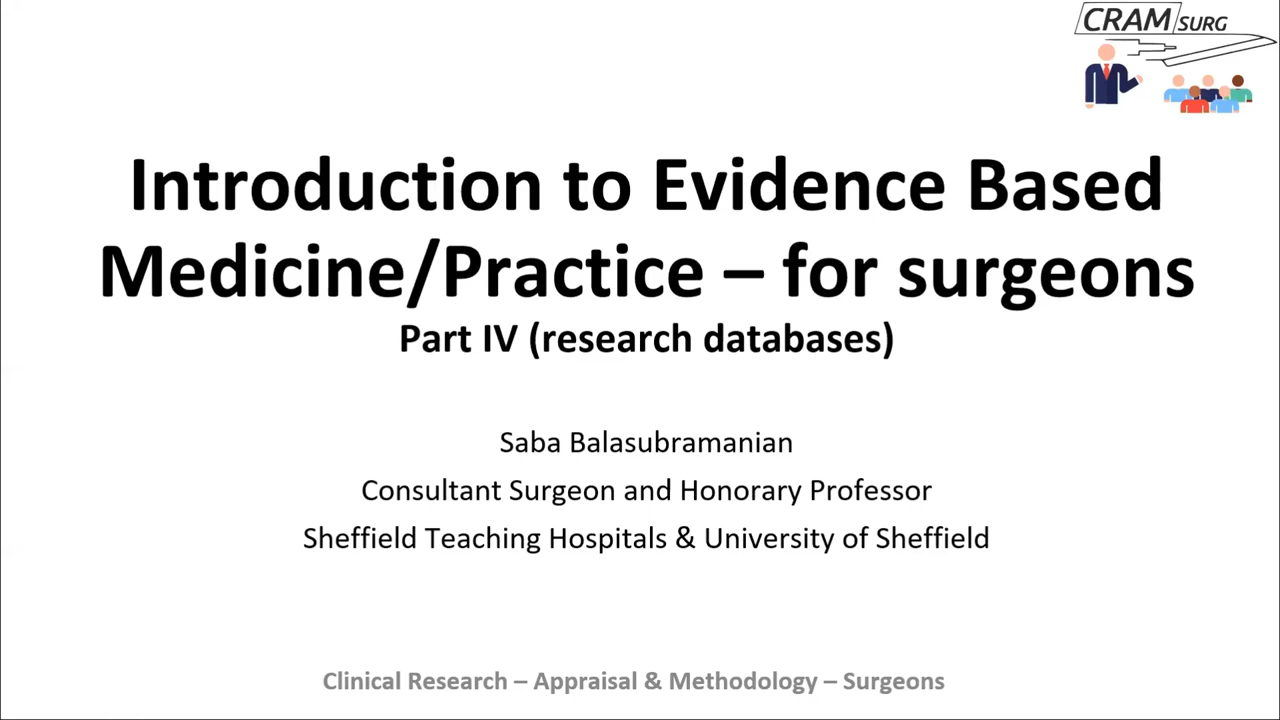 CRAM SURG
Introduction to Evidence Based
Medicine/Practice – for surgeons
Part IV (research databases)
Saba Balasubramanian
Consultant Surgeon and Honorary Professor
Sheffield Teaching Hospitals & University of Sheffield
Clinical Research – Appraisal & Methodology – Surgeons